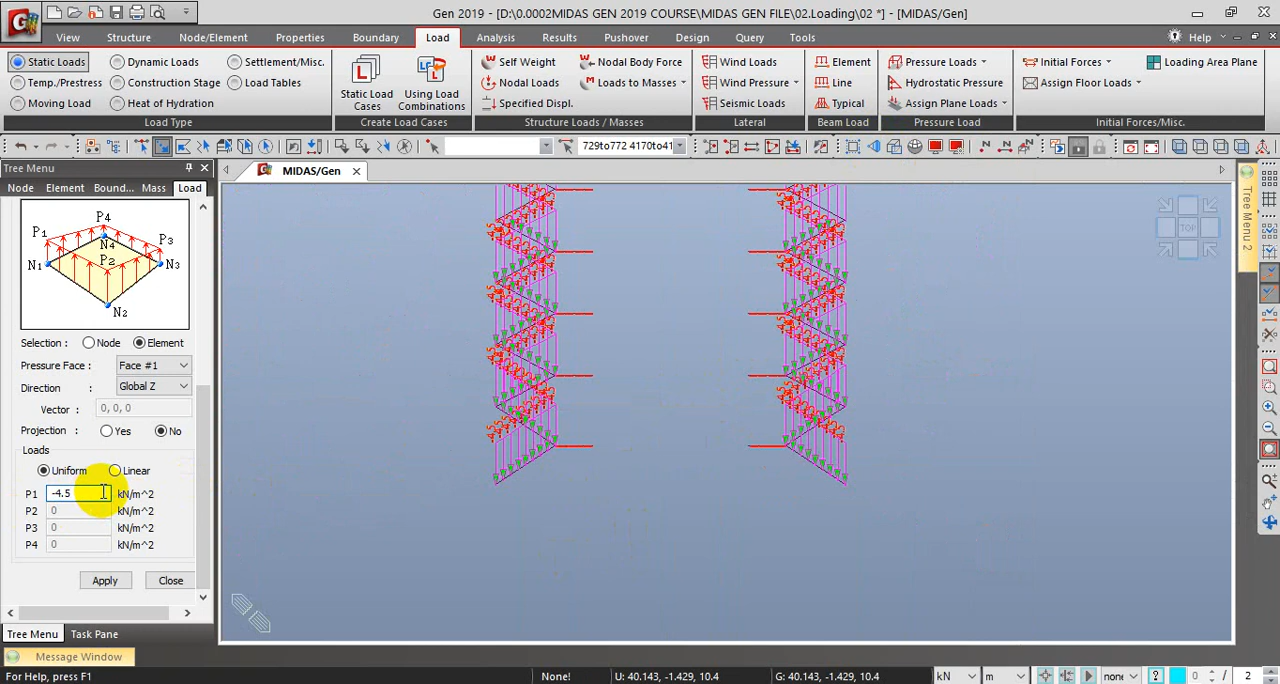 Gen 2019 - [D:\0.0002MIDAS GEN 2019 COURSE\MIDAS GEN FILE\02.Loading\02 *] - [MIDAS/Gen]
View Structure Node/Element Properties Boundary Load Analysis Results Pushover Design Query Tools Help
Static Loads Dynamic Loads Settlement/Misc.
Temp./Prestress Construction Stage Load Tables
Moving Load Heat of Hydration
Load Type
Static Load Cases
Using Load Combinations
Create Load Cases
Self Weight Nodal Body Force
Nodal Loads Loads to Masses
Specified Displ.
Structure Loads / Masses
Wind Loads
Wind Pressure
Seismic Loads
Lateral
Element
Line
Typical
Beam Load
Pressure Loads
Hydrostatic Pressure
Assign Plane Loads
Pressure Load
Initial Forces Loading Area Plane
Assign Floor Loads
Initial Forces/Misc.
729to772 4170to41
Tree Menu
MIDAS/Gen
Node Element Bound... Mass Load
P1 P4 P3 P2
N1 N4 N3 N2
Selection : Node Element
Pressure Face : Face #1
Direction : Global Z
Vector : 0, 0, 0
Projection : Yes No
Loads
Uniform Linear
P1 -4.5 kN/m^2
P2 0 kN/m^2
P3 0 kN/m^2
P4 0 kN/m^2
Apply Close
Tree Menu Task Pane
Message Window
TOP
Tree Menu 2
For Help, press F1 None! U: 40.143, -1.429, 10.4 G: 40.143, -1.429, 10.4 kN m none ? 0 / 2